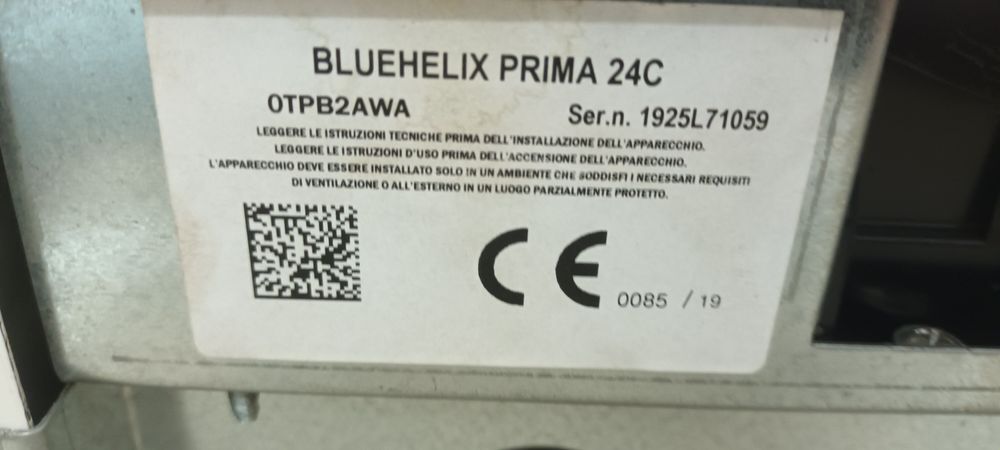 BLUEHELIX PRIMA 24C
0TPB2AWA Ser.n. 1925L71059
LEGGERE LE ISTRUZIONI TECNICHE PRIMA DELL'INSTALLAZIONE DELL'APPARECCHIO.
LEGGERE LE ISTRUZIONI D'USO PRIMA DELL'ACCENSIONE DELL'APPARECCHIO.
L'APPARECCHIO DEVE ESSERE INSTALLATO SOLO IN UN AMBIENTE CHE SODDISFI I NECESSARI REQUISITI
DI VENTILAZIONE O ALL'ESTERNO IN UN LUOGO PARZIALMENTE PROTETTO.
CE 0085 / 19